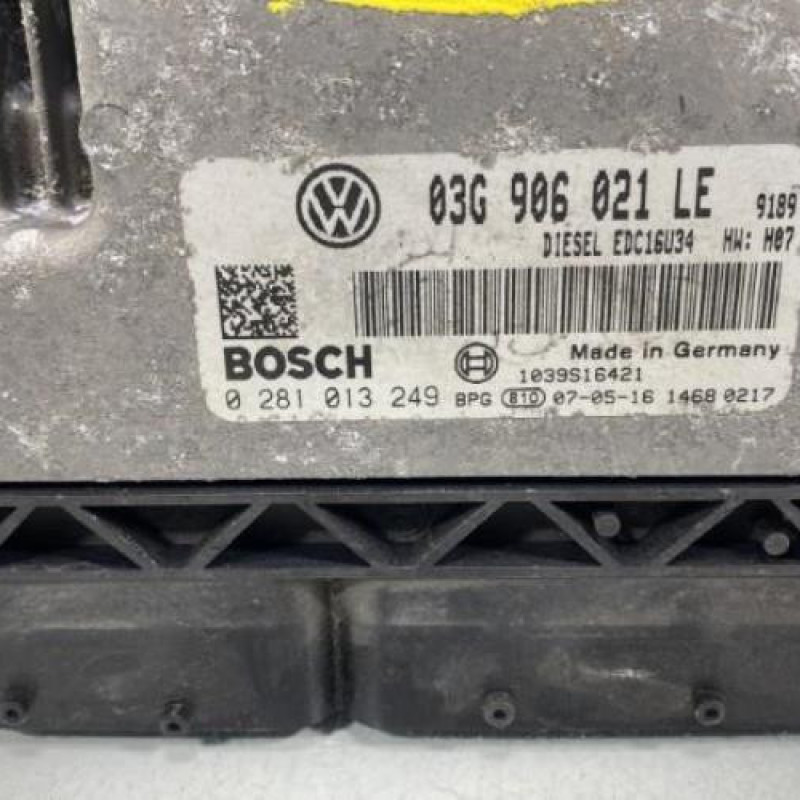 03G 906 021 LE 9189
DIESEL EDC16U34 HW: H07
BOSCH
Made in Germany
1039S16421
0 281 013 249 BPG 810 07-05-16 1468 0217